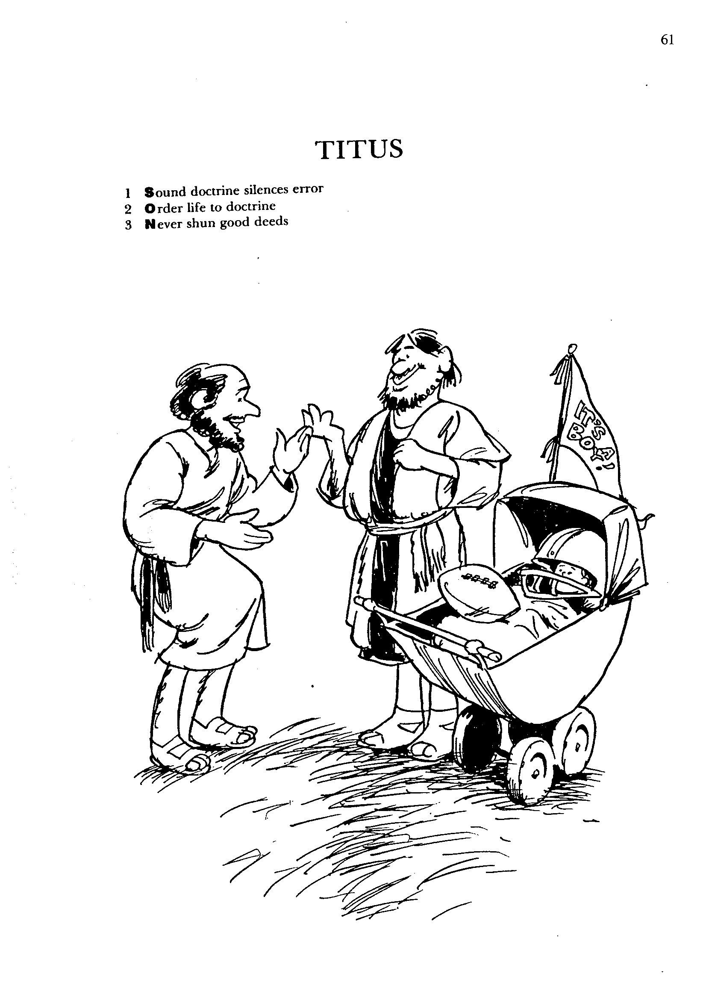 61
TITUS
1 Sound doctrine silences error
2 Order life to doctrine
3 Never shun good deeds
IT'S A
BOY!